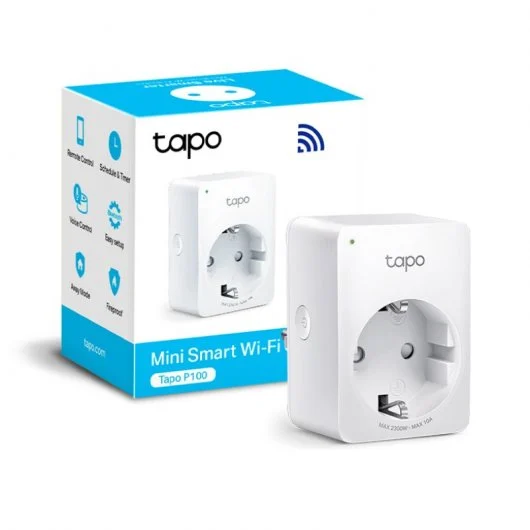 Remote Control
Schedule & Timer
Voice Control
Easy setup
Away Mode
Fireproof
tapo.com
tapo
tapo
Mini Smart Wi-Fi
Tapo P100
tapo
MAX 2300W~ MAX 10A